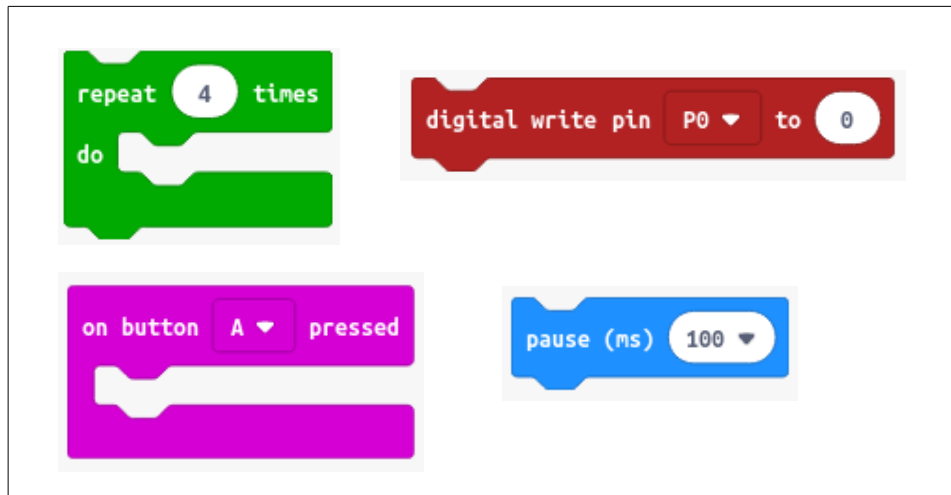 repeat 4 times
do
digital write pin P0 to 0
on button A pressed
pause (ms) 100